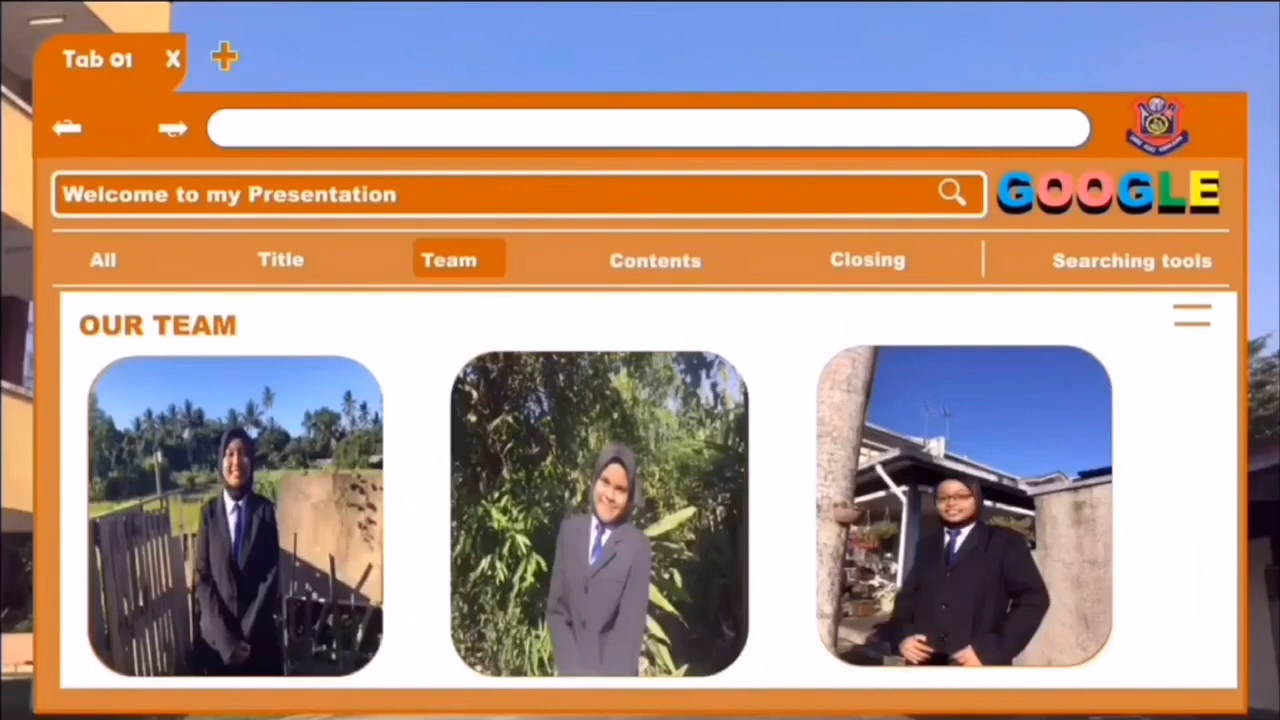 Tab 01 X
Welcome to my Presentation
GOOGLE
All Title Team Contents Closing Searching tools
OUR TEAM